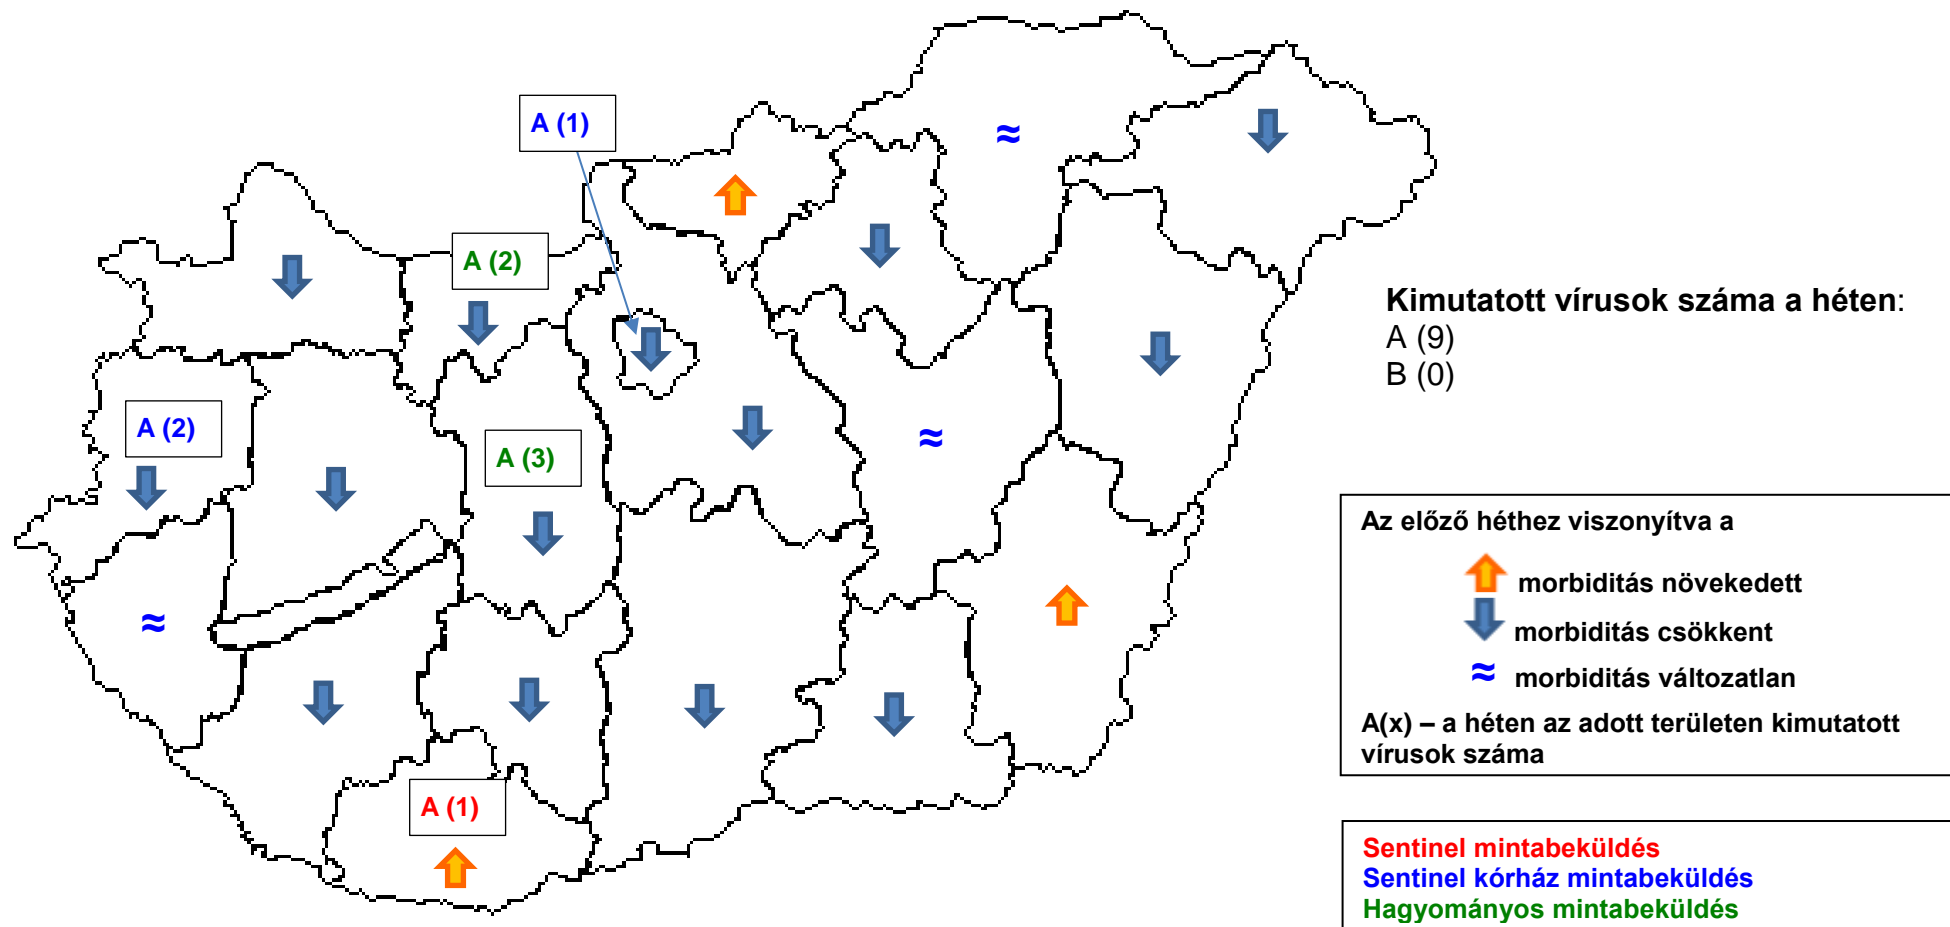 A (1)
A (2)
A (2)
A (3)
A (1)
Kimutatott vírusok száma a héten:
A (9)
B (0)
Az előző héthez viszonyítva a
morbiditás növekedett
morbiditás csökkent
≈ morbiditás változatlan
A(x) – a héten az adott területen kimutatott
vírusok száma
Sentinel mintabeküldés
Sentinel kórház mintabeküldés
Hagyományos mintabeküldés